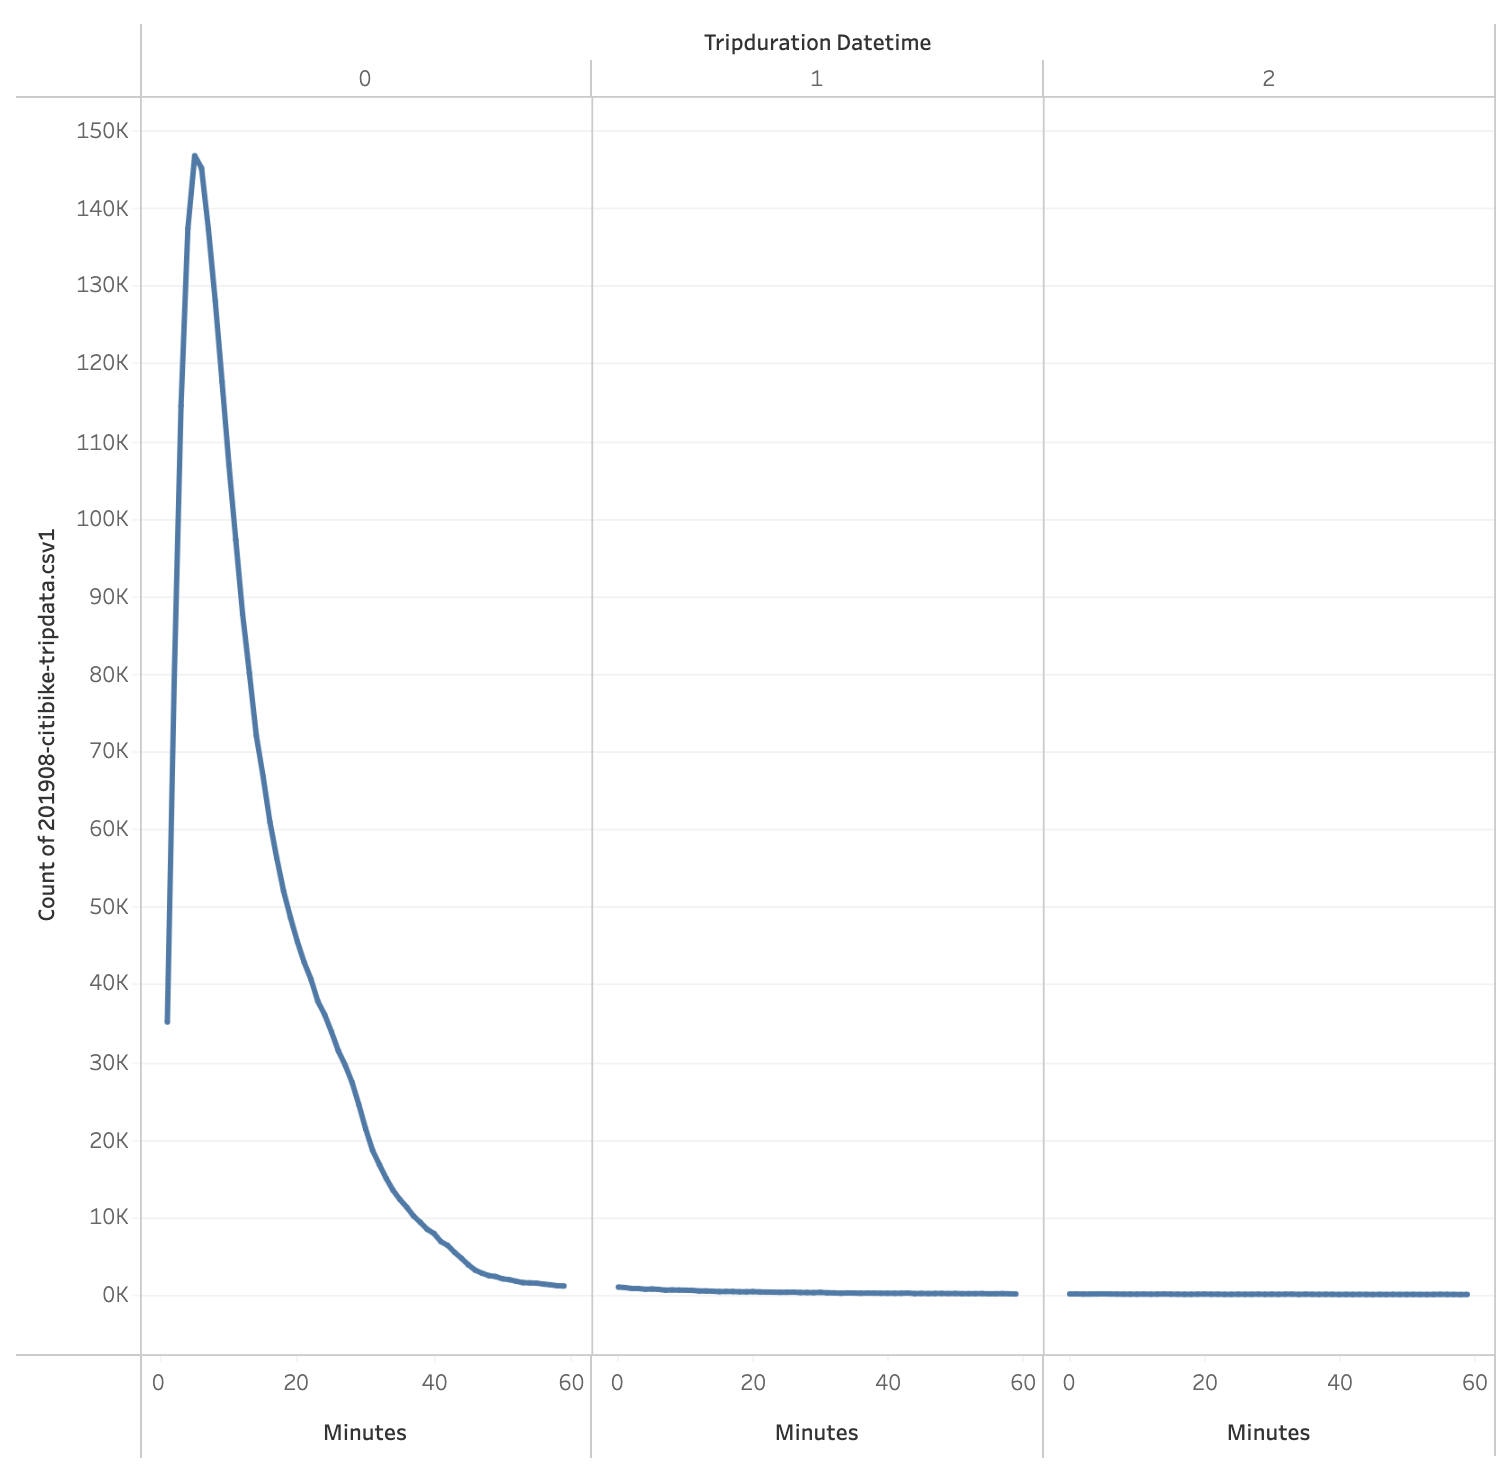 Tripduration Datetime
0 1 2
150K
140K
130K
120K
110K
100K
90K
80K
70K
60K
50K
40K
30K
20K
10K
0K
Count of 201908-citibike-tripdata.csv1
0 20 40 60 0 20 40 60 0 20 40 60
Minutes Minutes Minutes